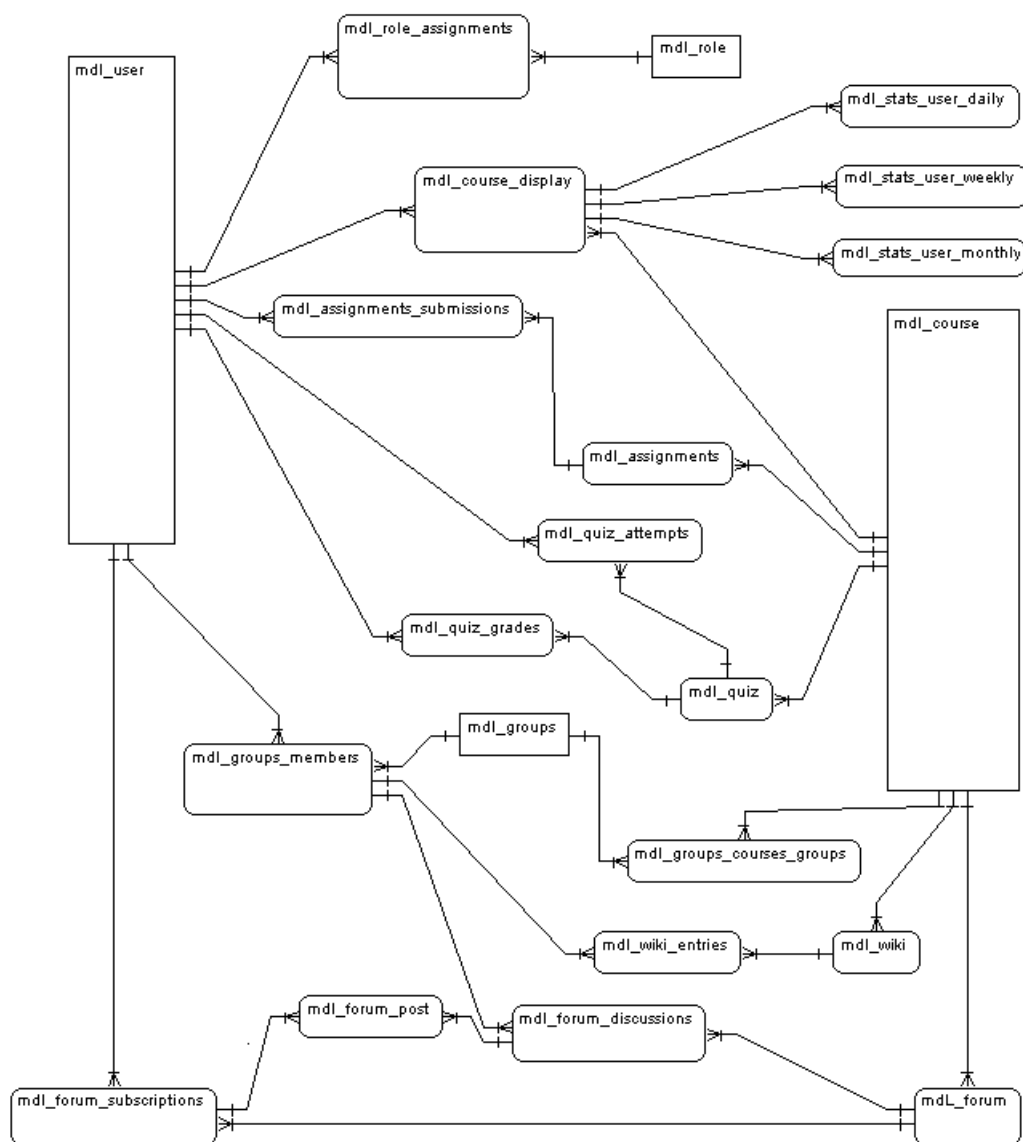 mdl_role_assignments
mdl_role
mdl_user
mdl_stats_user_daily
mdl_course_display
mdl_stats_user_weekly
mdl_stats_user_monthly
mdl_assignments_submissions
mdl_course
mdl_assignments
mdl_quiz_attempts
mdl_quiz_grades
mdl_quiz
mdl_groups
mdl_groups_members
mdl_groups_courses_groups
mdl_wiki_entries
mdl_wiki
mdl_forum_post
mdl_forum_discussions
mdl_forum_subscriptions
mdL_forum